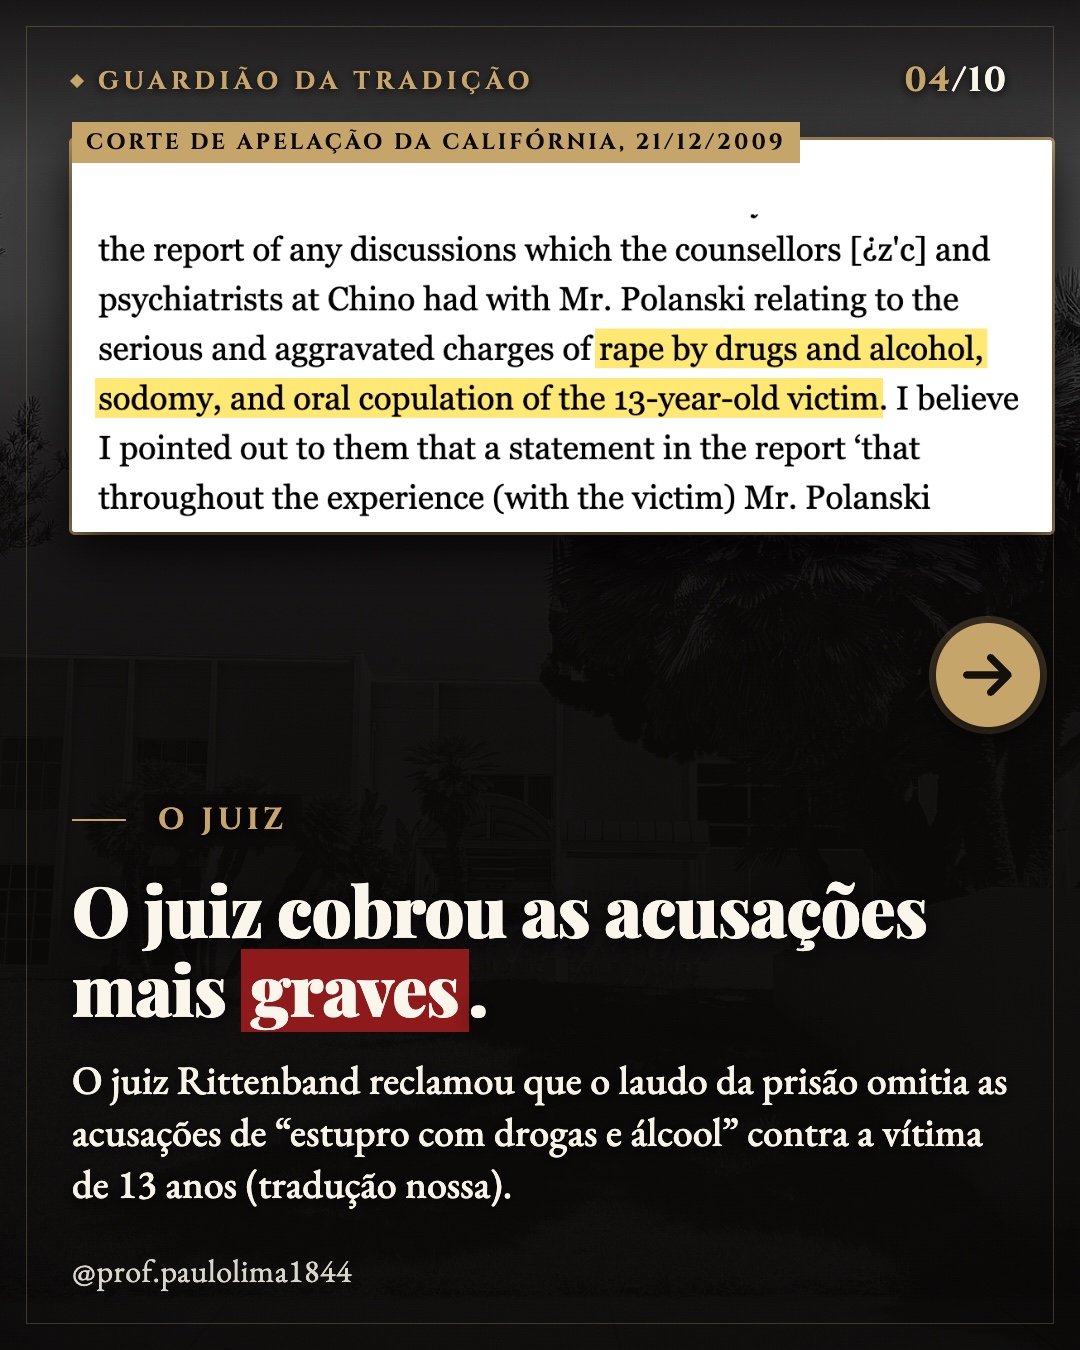 GUARDIÃO DA TRADIÇÃO
04/10
CORTE DE APELAÇÃO DA CALIFÓRNIA, 21/12/2009
the report of any discussions which the counsellors [¿z'c] and
psychiatrists at Chino had with Mr. Polanski relating to the
serious and aggravated charges of rape by drugs and alcohol,
sodomy, and oral copulation of the 13-year-old victim. I believe
I pointed out to them that a statement in the report ‘that
throughout the experience (with the victim) Mr. Polanski
O JUIZ
O juiz cobrou as acusações
mais graves.
O juiz Rittenband reclamou que o laudo da prisão omitia as
acusações de “estupro com drogas e álcool” contra a vítima
de 13 anos (tradução nossa).
@prof.paulolima1844